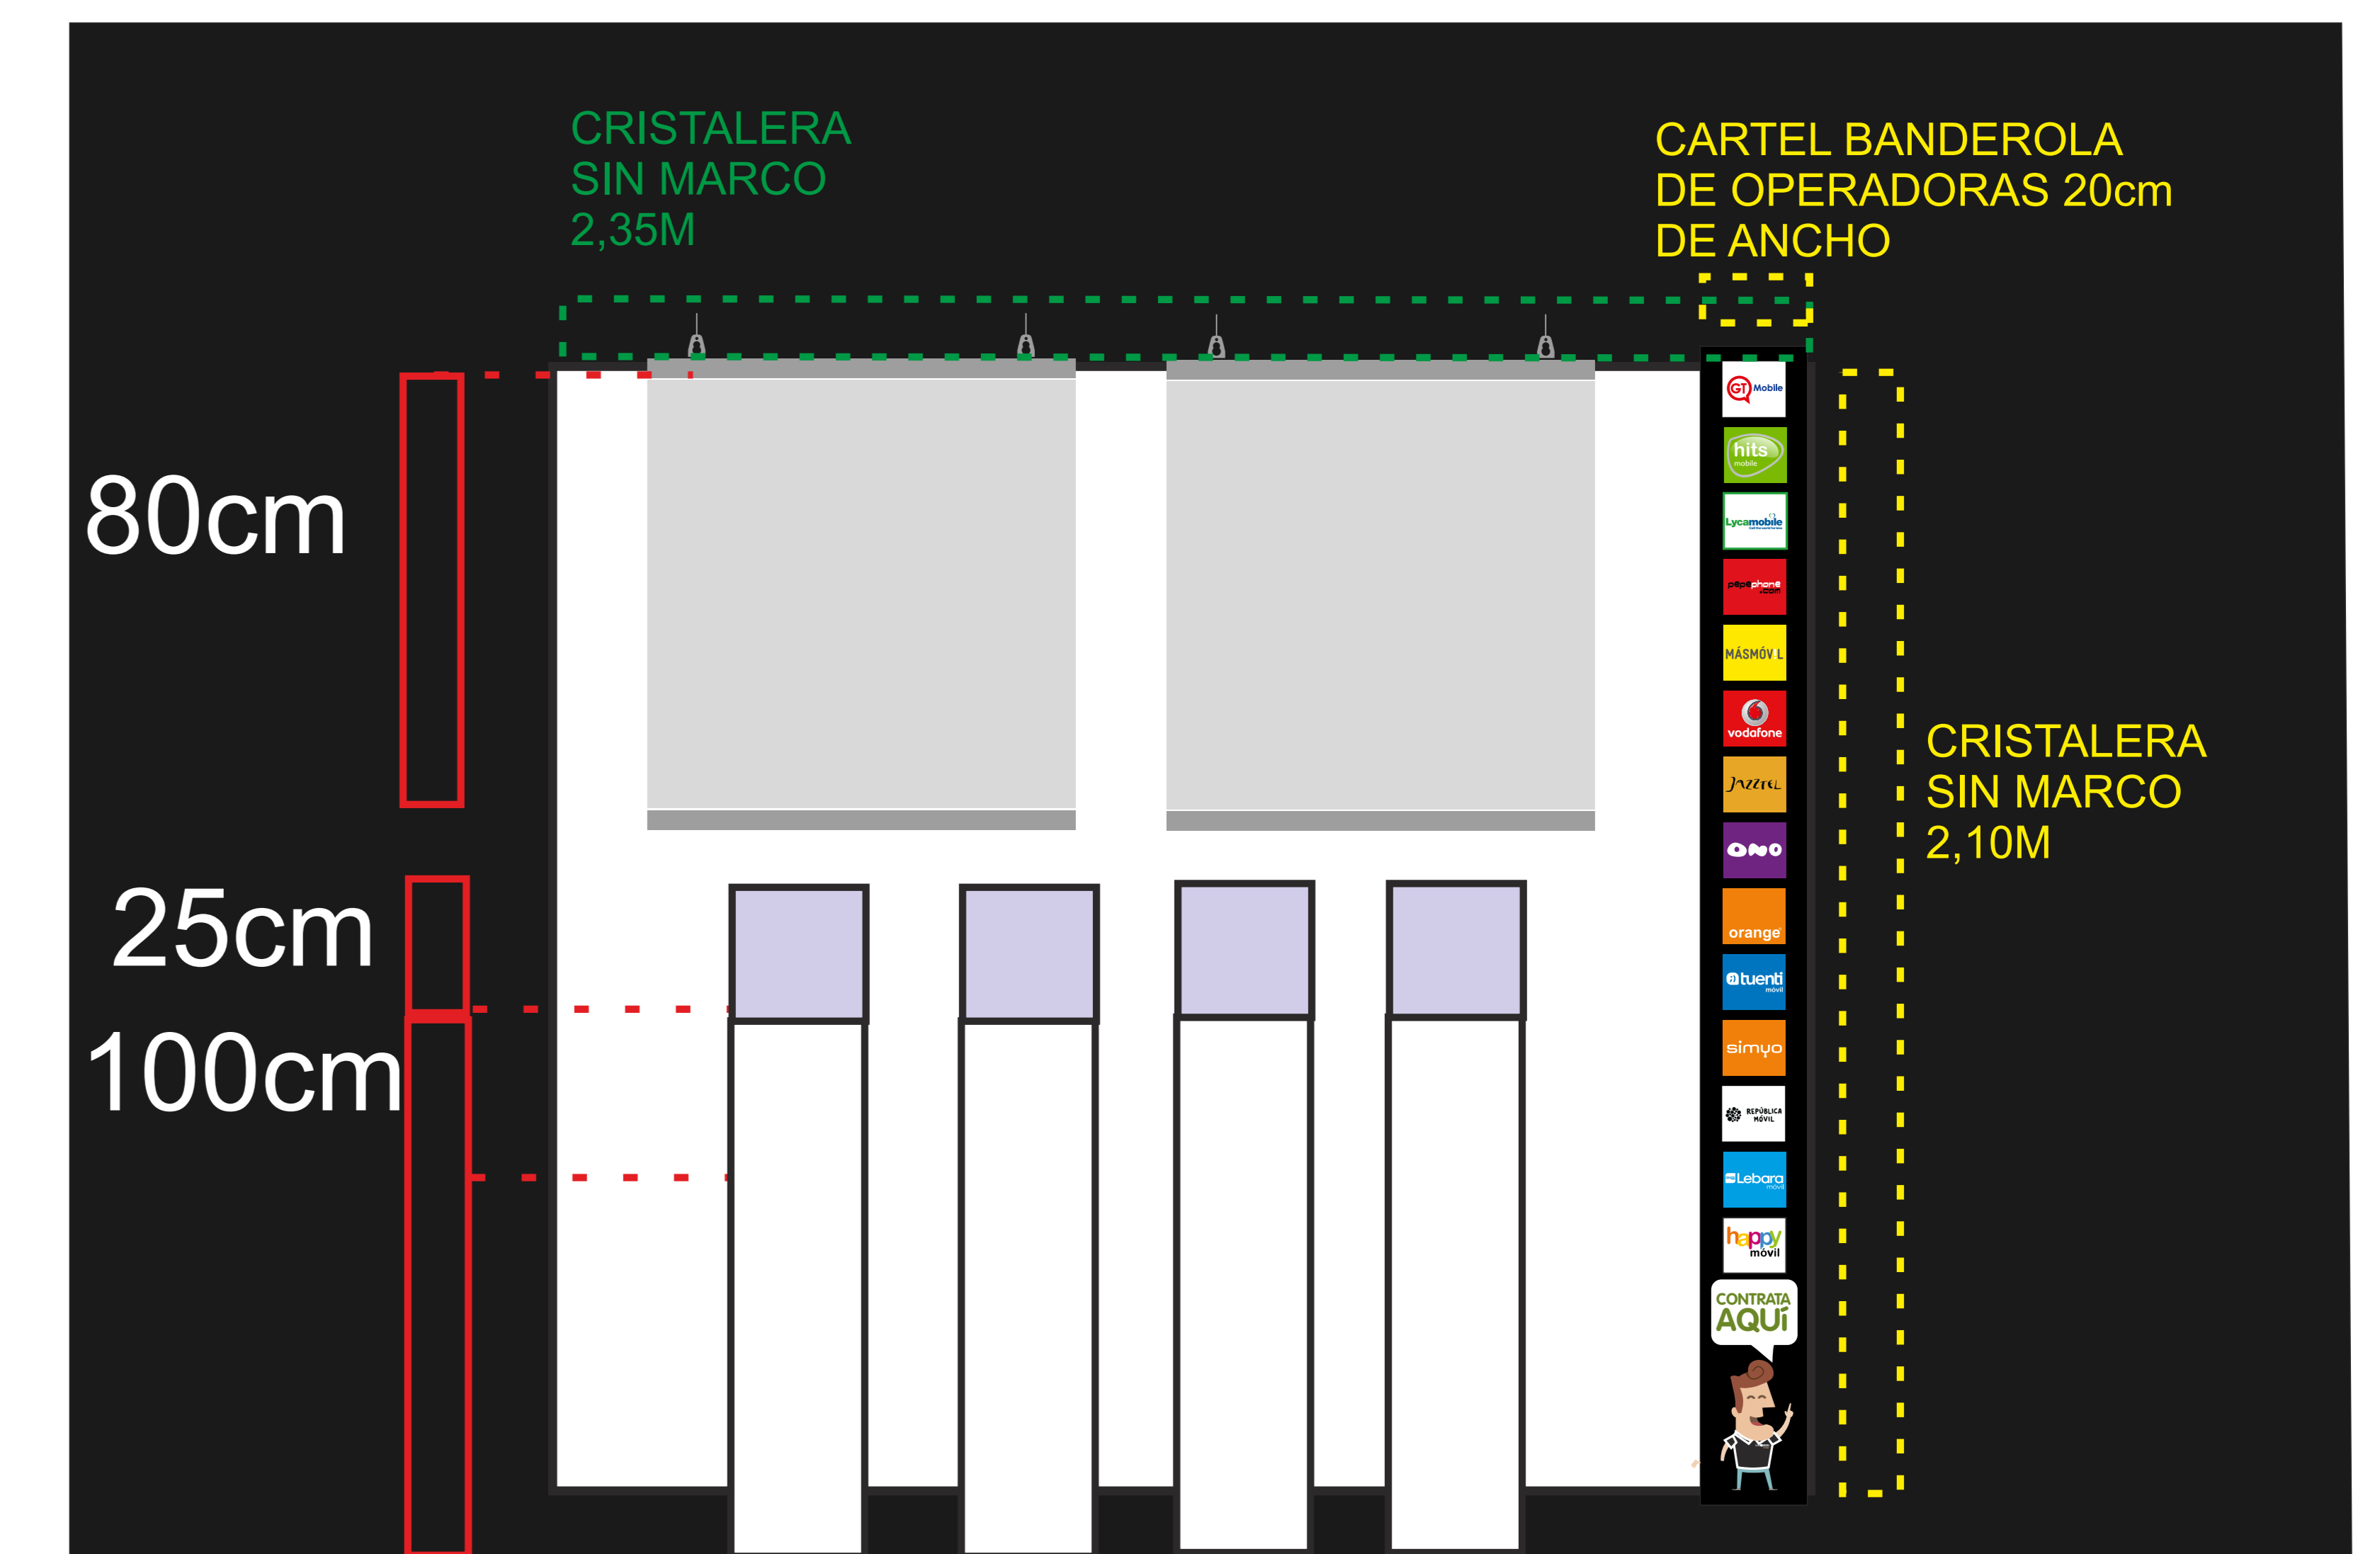 CRISTALERA
SIN MARCO
2,35M
CARTEL BANDEROLA
DE OPERADORAS 20cm
DE ANCHO
80cm
25cm
100cm
CRISTALERA
SIN MARCO
2,10M
GT Mobile
hits
mobile
Lycamobile
pepephone
.com
MÁSMÓVIL
vodafone
JAZZTEL
ONO
orange
tuenti
móvil
simyo
REPÚBLICA
MÓVIL
Lebara
móvil
happy
móvil
CONTRATA
AQUÍ